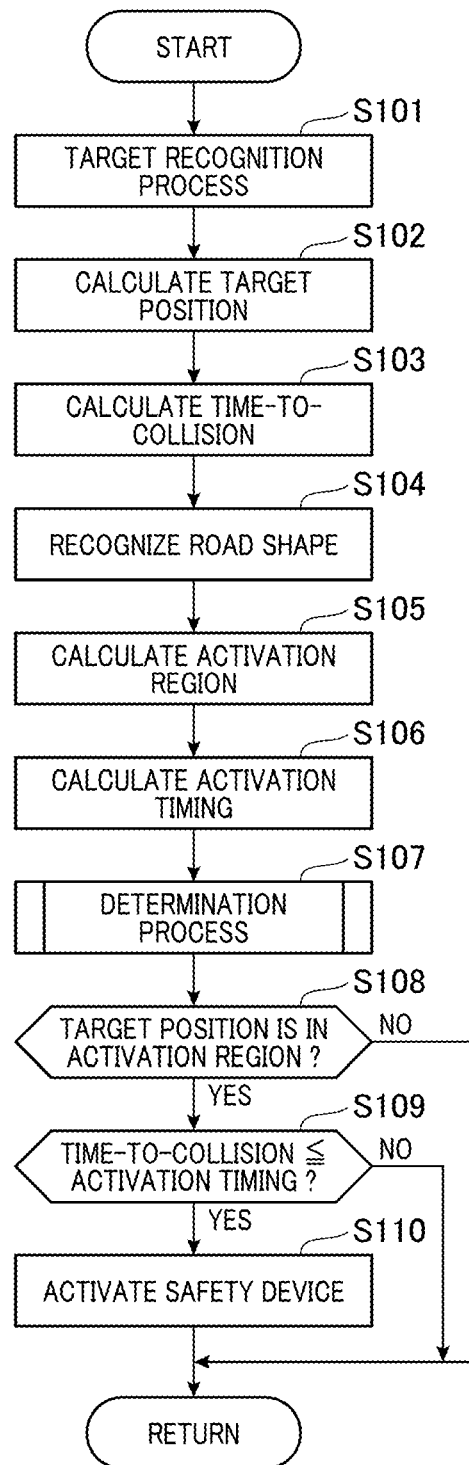 START
S101
TARGET RECOGNITION
PROCESS
S102
CALCULATE TARGET
POSITION
S103
CALCULATE TIME-TO-
COLLISION
S104
RECOGNIZE ROAD SHAPE
S105
CALCULATE ACTIVATION
REGION
S106
CALCULATE ACTIVATION
TIMING
S107
DETERMINATION
PROCESS
S108
TARGET POSITION IS IN
ACTIVATION REGION ?
NO
YES
S109
TIME-TO-COLLISION ≦
ACTIVATION TIMING ?
NO
YES
S110
ACTIVATE SAFETY DEVICE
RETURN